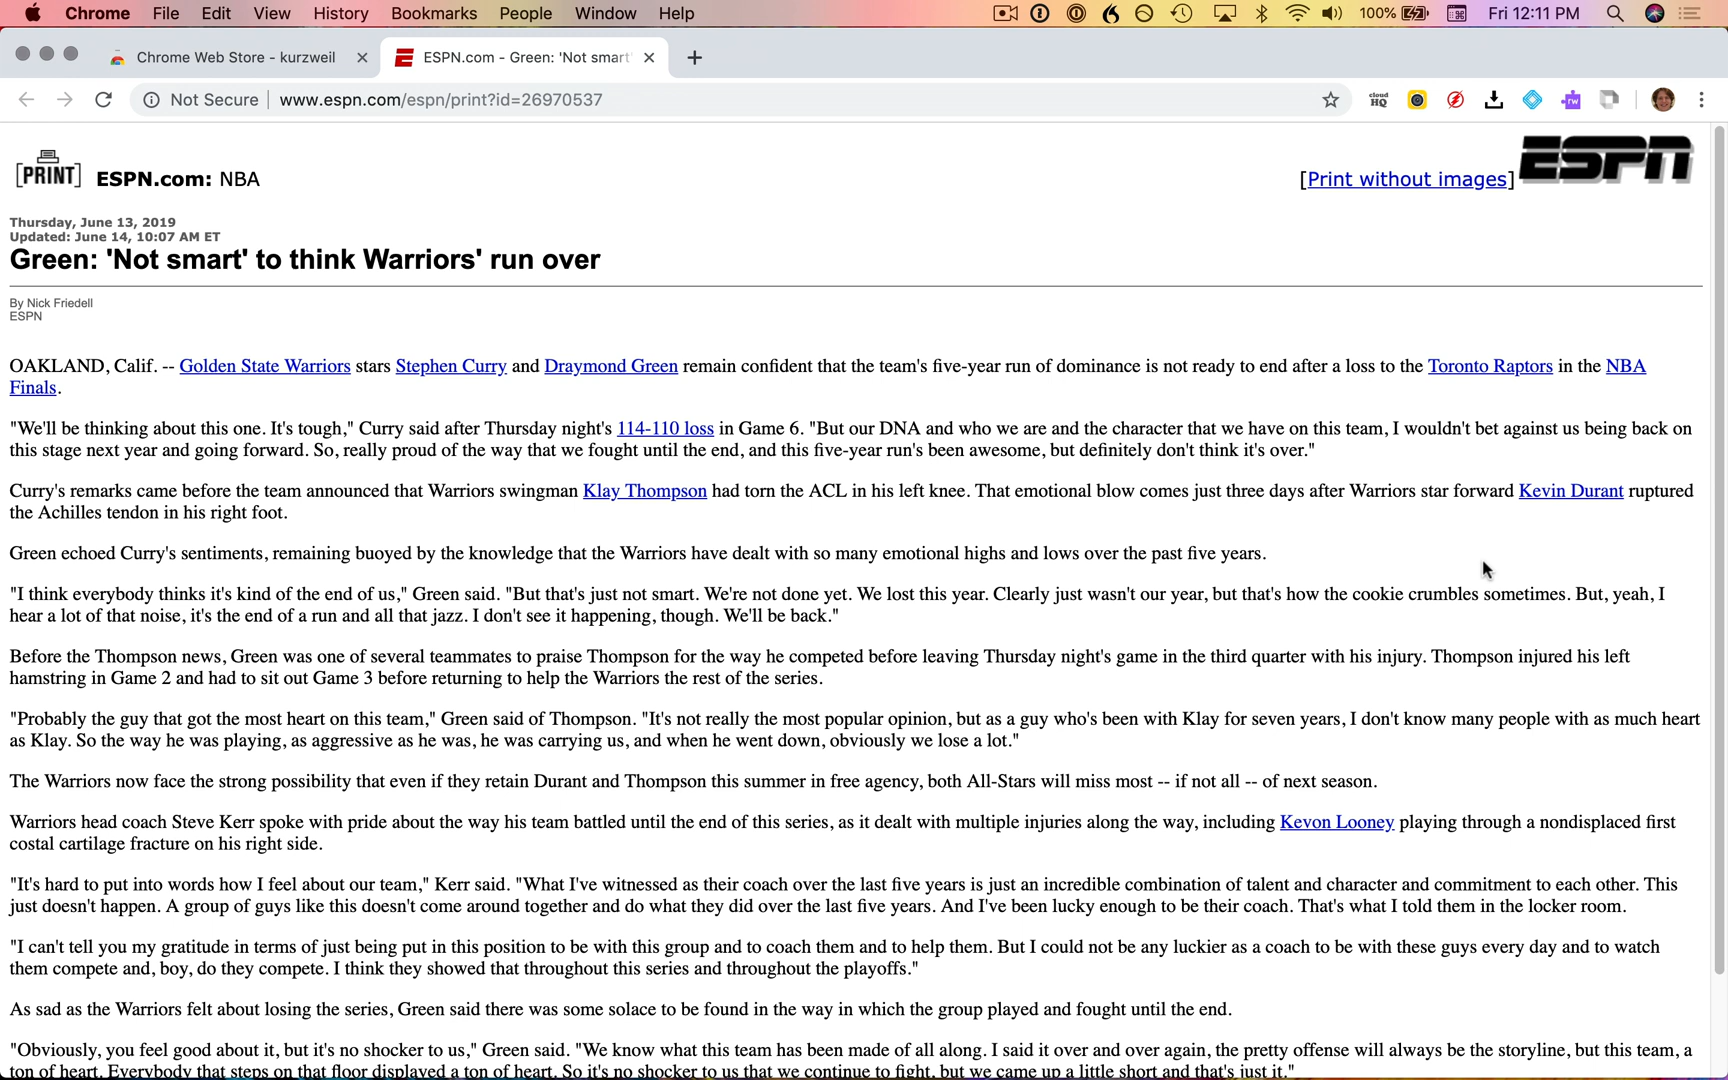 Chrome File Edit View History Bookmarks People Window Help 100% Fri 12:11 PM
Chrome Web Store - kurzweil ESPN.com - Green: 'Not smart'
Not Secure www.espn.com/espn/print?id=26970537 cloud HQ rw
[PRINT] ESPN.com: NBA [Print without images] ESPN
Thursday, June 13, 2019
Updated: June 14, 10:07 AM ET
Green: 'Not smart' to think Warriors' run over
By Nick Friedell
ESPN
OAKLAND, Calif. -- Golden State Warriors stars Stephen Curry and Draymond Green remain confident that the team's five-year run of dominance is not ready to end after a loss to the Toronto Raptors in the NBA
Finals.
"We'll be thinking about this one. It's tough," Curry said after Thursday night's 114-110 loss in Game 6. "But our DNA and who we are and the character that we have on this team, I wouldn't bet against us being back on
this stage next year and going forward. So, really proud of the way that we fought until the end, and this five-year run's been awesome, but definitely don't think it's over."
Curry's remarks came before the team announced that Warriors swingman Klay Thompson had torn the ACL in his left knee. That emotional blow comes just three days after Warriors star forward Kevin Durant ruptured
the Achilles tendon in his right foot.
Green echoed Curry's sentiments, remaining buoyed by the knowledge that the Warriors have dealt with so many emotional highs and lows over the past five years.
"I think everybody thinks it's kind of the end of us," Green said. "But that's just not smart. We're not done yet. We lost this year. Clearly just wasn't our year, but that's how the cookie crumbles sometimes. But, yeah, I
hear a lot of that noise, it's the end of a run and all that jazz. I don't see it happening, though. We'll be back."
Before the Thompson news, Green was one of several teammates to praise Thompson for the way he competed before leaving Thursday night's game in the third quarter with his injury. Thompson injured his left
hamstring in Game 2 and had to sit out Game 3 before returning to help the Warriors the rest of the series.
"Probably the guy that got the most heart on this team," Green said of Thompson. "It's not really the most popular opinion, but as a guy who's been with Klay for seven years, I don't know many people with as much heart
as Klay. So the way he was playing, as aggressive as he was, he was carrying us, and when he went down, obviously we lose a lot."
The Warriors now face the strong possibility that even if they retain Durant and Thompson this summer in free agency, both All-Stars will miss most -- if not all -- of next season.
Warriors head coach Steve Kerr spoke with pride about the way his team battled until the end of this series, as it dealt with multiple injuries along the way, including Kevon Looney playing through a nondisplaced first
costal cartilage fracture on his right side.
"It's hard to put into words how I feel about our team," Kerr said. "What I've witnessed as their coach over the last five years is just an incredible combination of talent and character and commitment to each other. This
just doesn't happen. A group of guys like this doesn't come around together and do what they did over the last five years. And I've been lucky enough to be their coach. That's what I told them in the locker room.
"I can't tell you my gratitude in terms of just being put in this position to be with this group and to coach them and to help them. But I could not be any luckier as a coach to be with these guys every day and to watch
them compete and, boy, do they compete. I think they showed that throughout this series and throughout the playoffs."
As sad as the Warriors felt about losing the series, Green said there was some solace to be found in the way in which the group played and fought until the end.
"Obviously, you feel good about it, but it's no shocker to us," Green said. "We know what this team has been made of all along. I said it over and over again, the pretty offense will always be the storyline, but this team, a
ton of heart. Everybody that steps on that floor displayed a ton of heart. So it's no shocker to us that we continue to fight, but we came up a little short and that's just it."